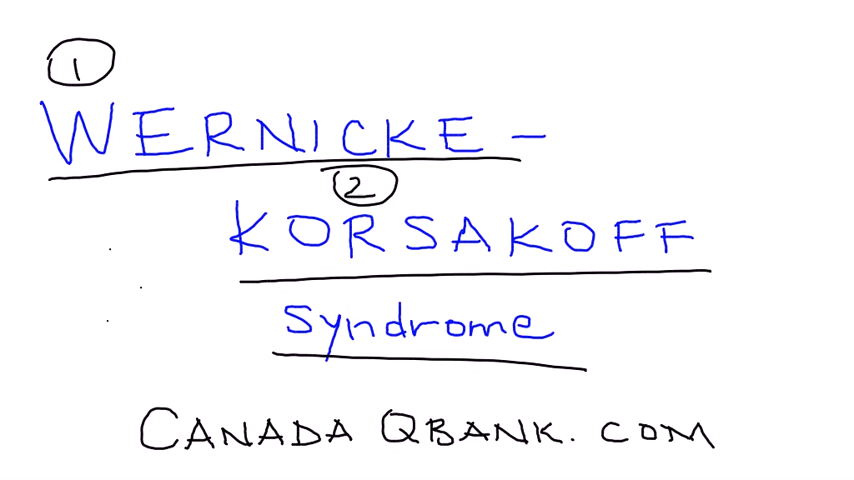 1
WERNICKE -
2
KORSAKOFF
Syndrome
CANADA QBANK. COM